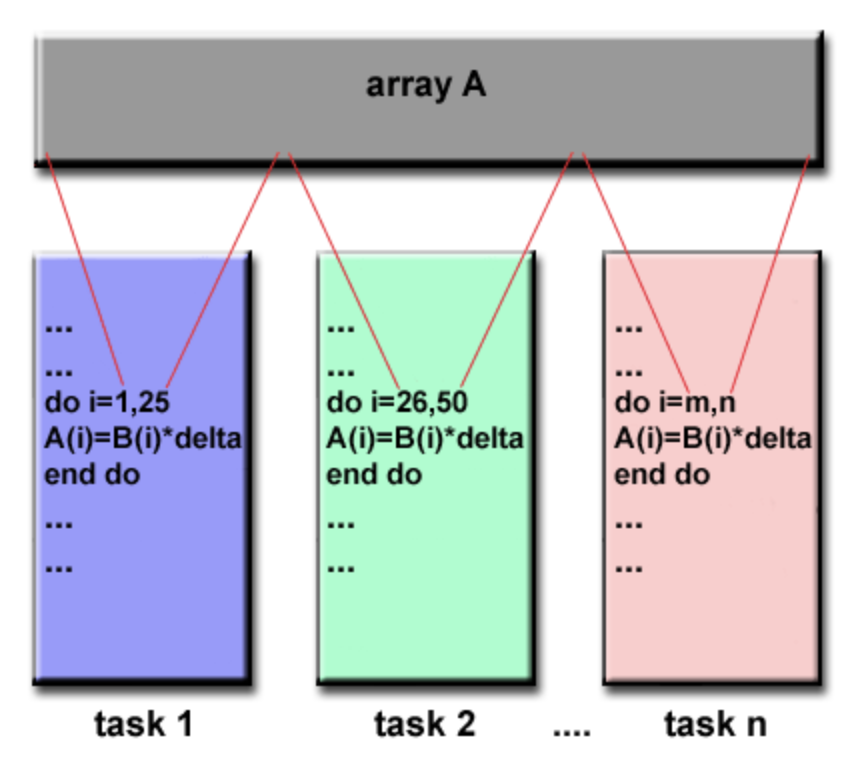 array A
...
...
do i=1,25
A(i)=B(i)*delta
end do
...
...
...
...
do i=26,50
A(i)=B(i)*delta
end do
...
...
...
...
do i=m,n
A(i)=B(i)*delta
end do
...
...
task 1
task 2
....
task n